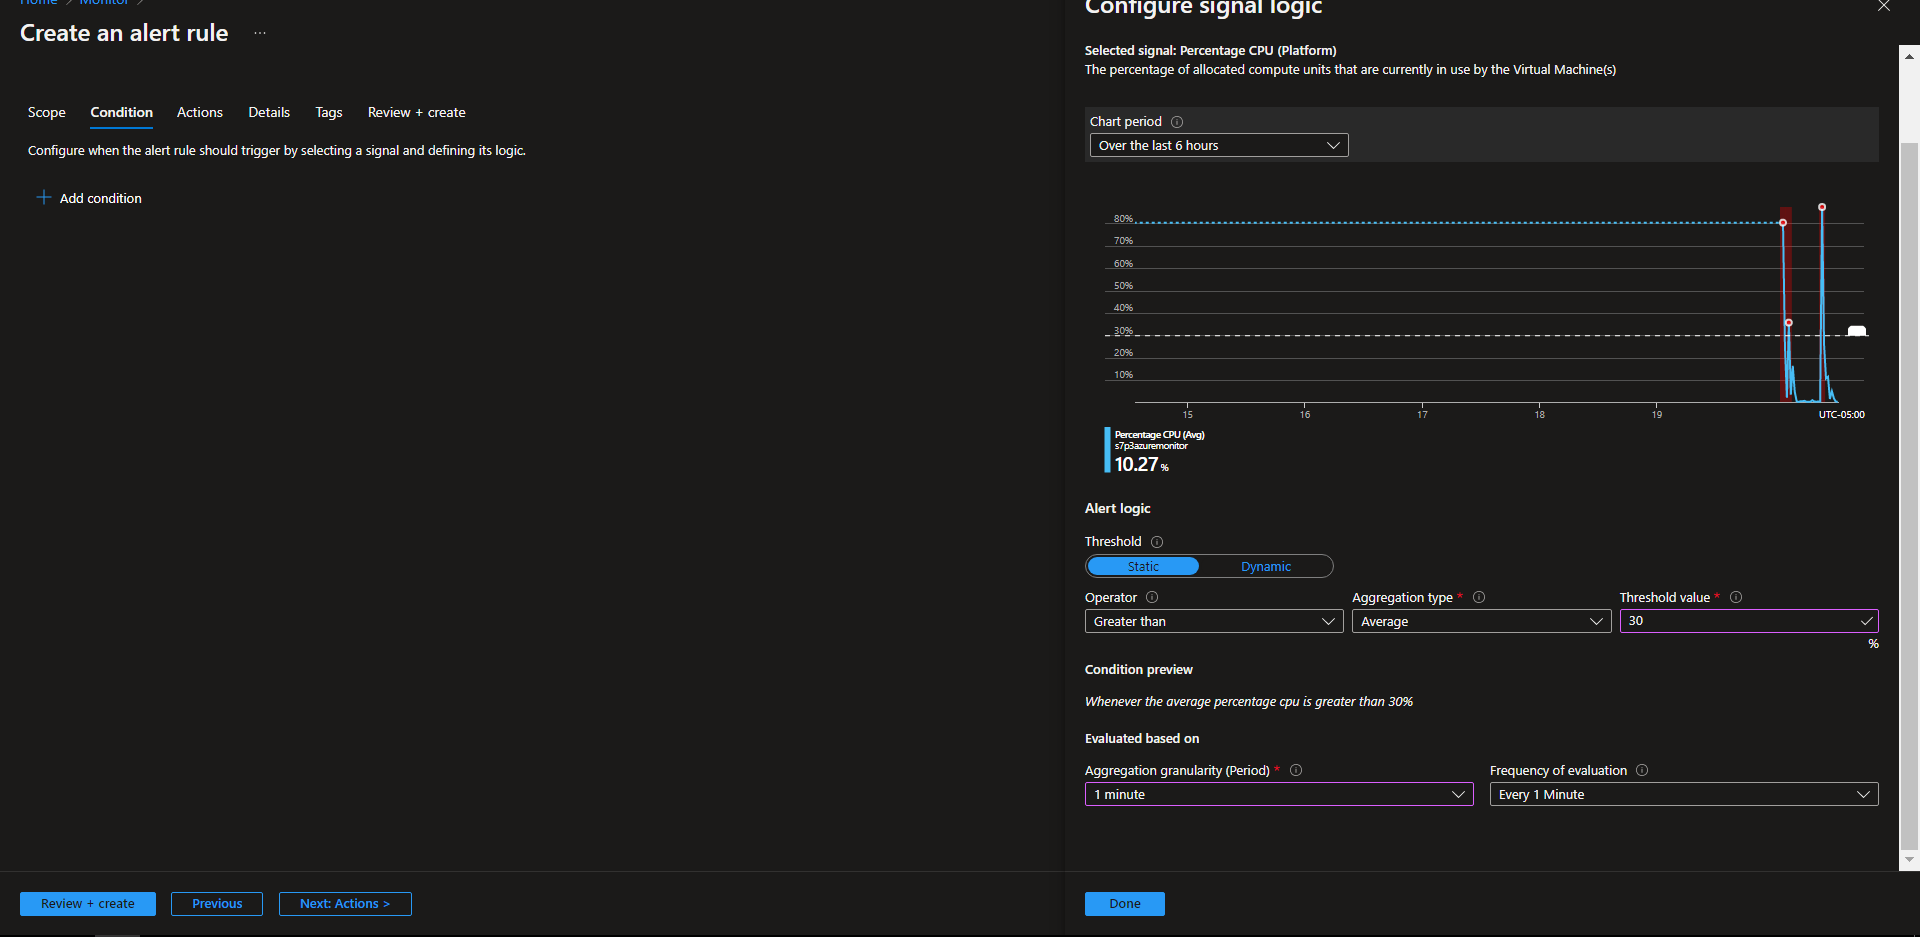 Home > Monitor >
Create an alert rule ...
Scope Condition Actions Details Tags Review + create
Configure when the alert rule should trigger by selecting a signal and defining its logic.
+ Add condition
Review + create Previous Next: Actions >
Configure signal logic
Selected signal: Percentage CPU (Platform)
The percentage of allocated compute units that are currently in use by the Virtual Machine(s)
Chart period
Over the last 6 hours
80%
70%
60%
50%
40%
30%
20%
10%
15 16 17 18 19 UTC-05:00
Percentage CPU (Avg)
s7p3azuremonitor
10.27 %
Alert logic
Threshold
Static Dynamic
Operator Aggregation type * Threshold value *
Greater than Average 30
%
Condition preview
Whenever the average percentage cpu is greater than 30%
Evaluated based on
Aggregation granularity (Period) * Frequency of evaluation
1 minute Every 1 Minute
Done